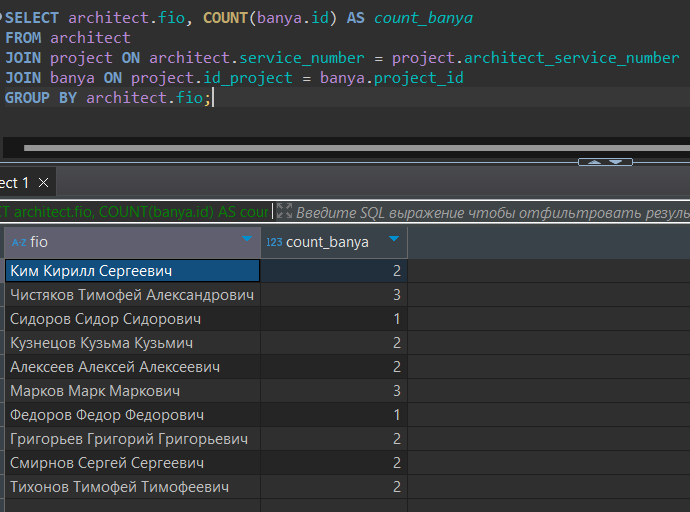 SELECT architect.fio, COUNT(banya.id) AS count_banya
FROM architect
JOIN project ON architect.service_number = project.architect_service_number
JOIN banya ON project.id_project = banya.project_id
GROUP BY architect.fio;
ect 1 ×
CT architect.fio, COUNT(banya.id) AS coun Введите SQL выражение чтобы отфильтровать резуль
A-Z fio 123 count_banya
Ким Кирилл Сергеевич 2
Чистяков Тимофей Александрович 3
Сидоров Сидор Сидорович 1
Кузнецов Кузьма Кузьмич 2
Алексеев Алексей Алексеевич 2
Марков Марк Маркович 3
Федоров Федор Федорович 1
Григорьев Григорий Григорьевич 2
Смирнов Сергей Сергеевич 2
Тихонов Тимофей Тимофеевич 2